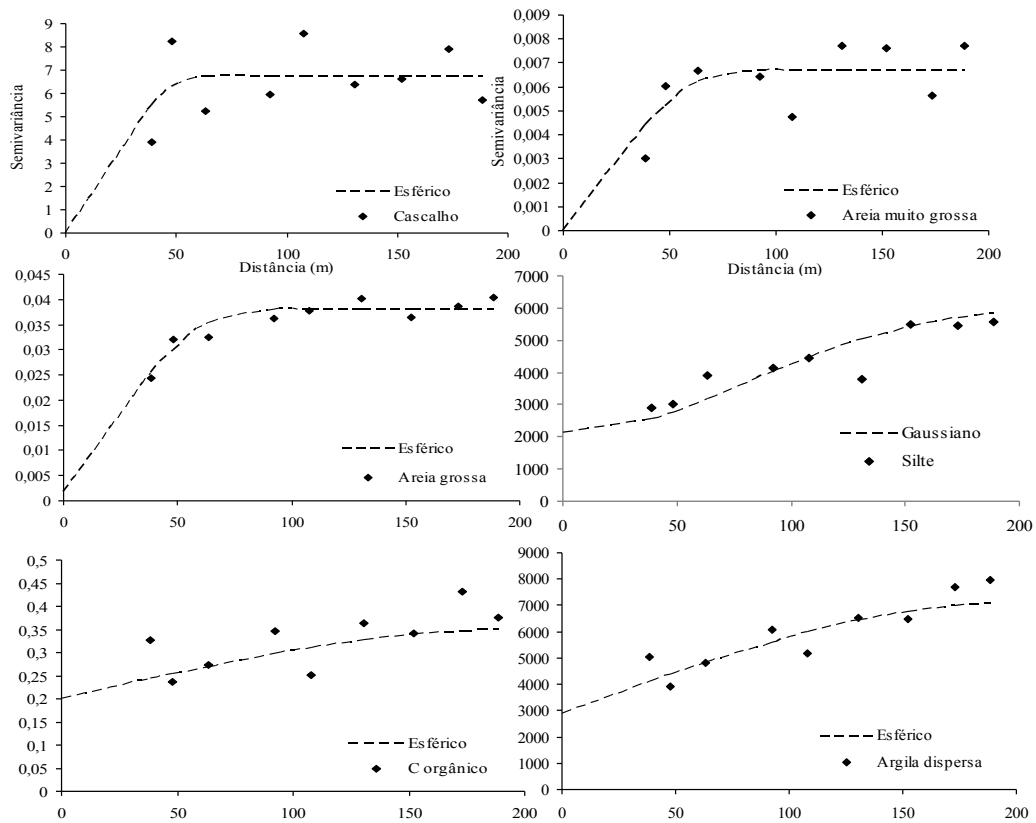 9
8
7
6
5
4
3
2
1
0
Semivariância
Esférico
Cascalho
0 50 100 150 200
Distância (m)
0,009
0,008
0,007
0,006
0,005
0,004
0,003
0,002
0,001
0
Semivariância
Esférico
Areia muito grossa
0 50 100 150 200
Distância (m)
0,045
0,04
0,035
0,03
0,025
0,02
0,015
0,01
0,005
0
Esférico
Areia grossa
0 50 100 150 200
7000
6000
5000
4000
3000
2000
1000
0
Gaussiano
Silte
0 50 100 150 200
0,5
0,45
0,4
0,35
0,3
0,25
0,2
0,15
0,1
0,05
0
Esférico
C orgânico
0 50 100 150 200
9000
8000
7000
6000
5000
4000
3000
2000
1000
0
Esférico
Argila dispersa
0 50 100 150 200